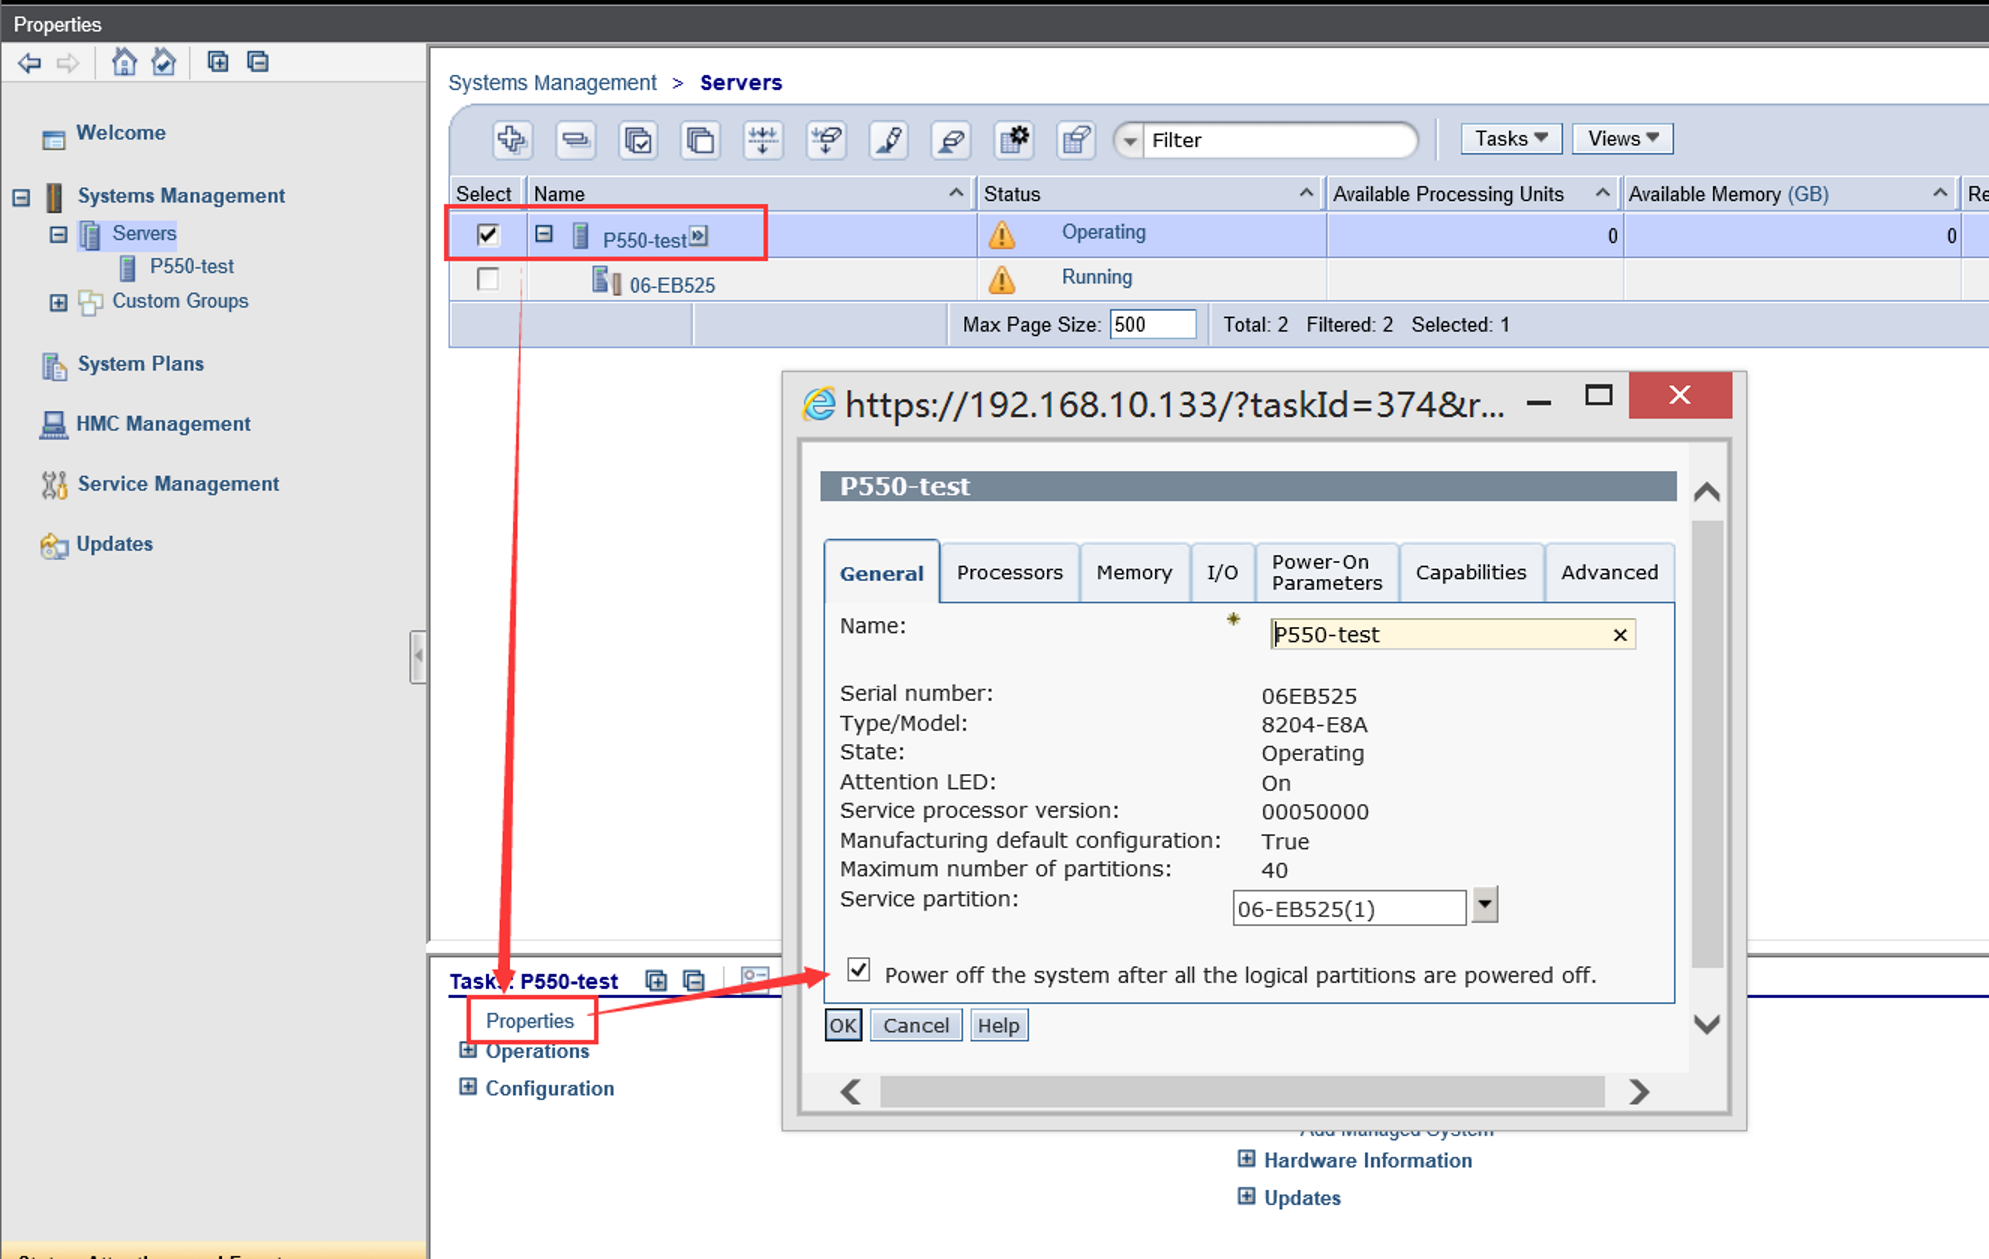 Properties
Systems Management > Servers
Welcome
Systems Management
Servers
P550-test
Custom Groups
System Plans
HMC Management
Service Management
Updates
Filter
Tasks
Views
Select Name Status Available Processing Units Available Memory (GB) Re
P550-test Operating 0 0
06-EB525 Running
Max Page Size: 500 Total: 2 Filtered: 2 Selected: 1
https://192.168.10.133/?taskId=374&r...
P550-test
General Processors Memory I/O Power-On Parameters Capabilities Advanced
Name: P550-test
Serial number: 06EB525
Type/Model: 8204-E8A
State: Operating
Attention LED: On
Service processor version: 00050000
Manufacturing default configuration: True
Maximum number of partitions: 40
Service partition: 06-EB525(1)
Power off the system after all the logical partitions are powered off.
OK Cancel Help
Tasks: P550-test
Properties
Operations
Configuration
Add Managed System
Hardware Information
Updates